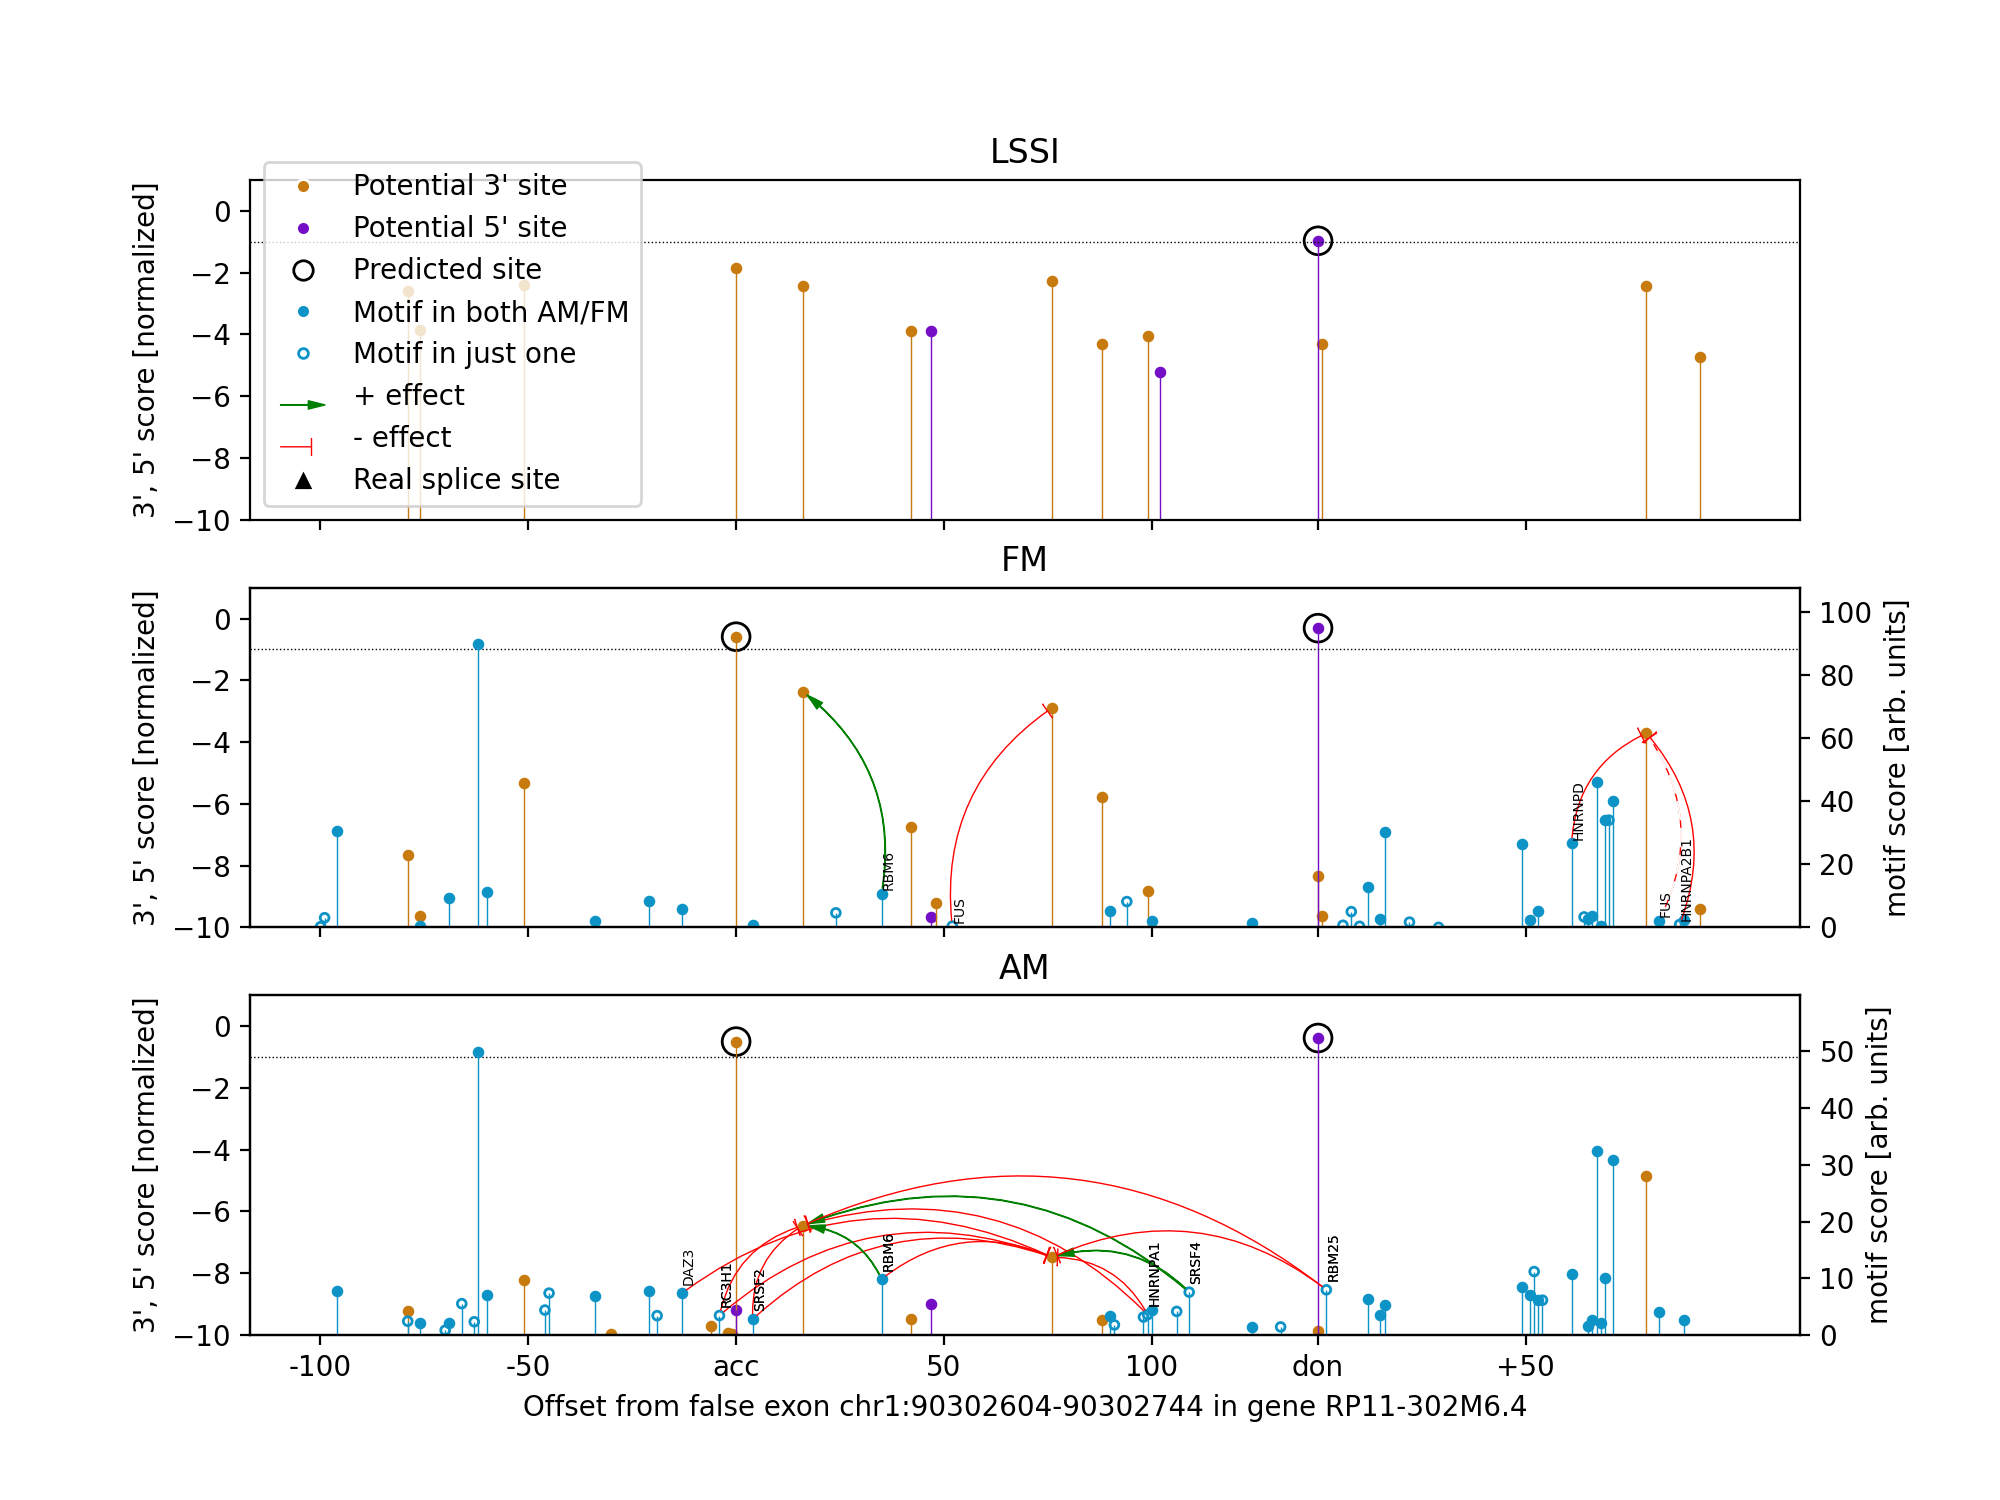 LSSI
3', 5' score [normalized]
0
−2
−4
−6
−8
−10
Potential 3' site
Potential 5' site
Predicted site
Motif in both AM/FM
Motif in just one
+ effect
- effect
Real splice site
FM
3', 5' score [normalized]
0
−2
−4
−6
−8
−10
RBM6
FUS
HNRNPD
FUS
HNRNPA2B1
100
80
60
40
20
0
motif score [arb. units]
AM
3', 5' score [normalized]
0
−2
−4
−6
−8
−10
DAZ3
RC3H1
SRSF2
RBM6
HNRNPA1
SRSF4
RBM25
50
40
30
20
10
0
motif score [arb. units]
-100
-50
acc
50
100
don
+50
Offset from false exon chr1:90302604-90302744 in gene RP11-302M6.4